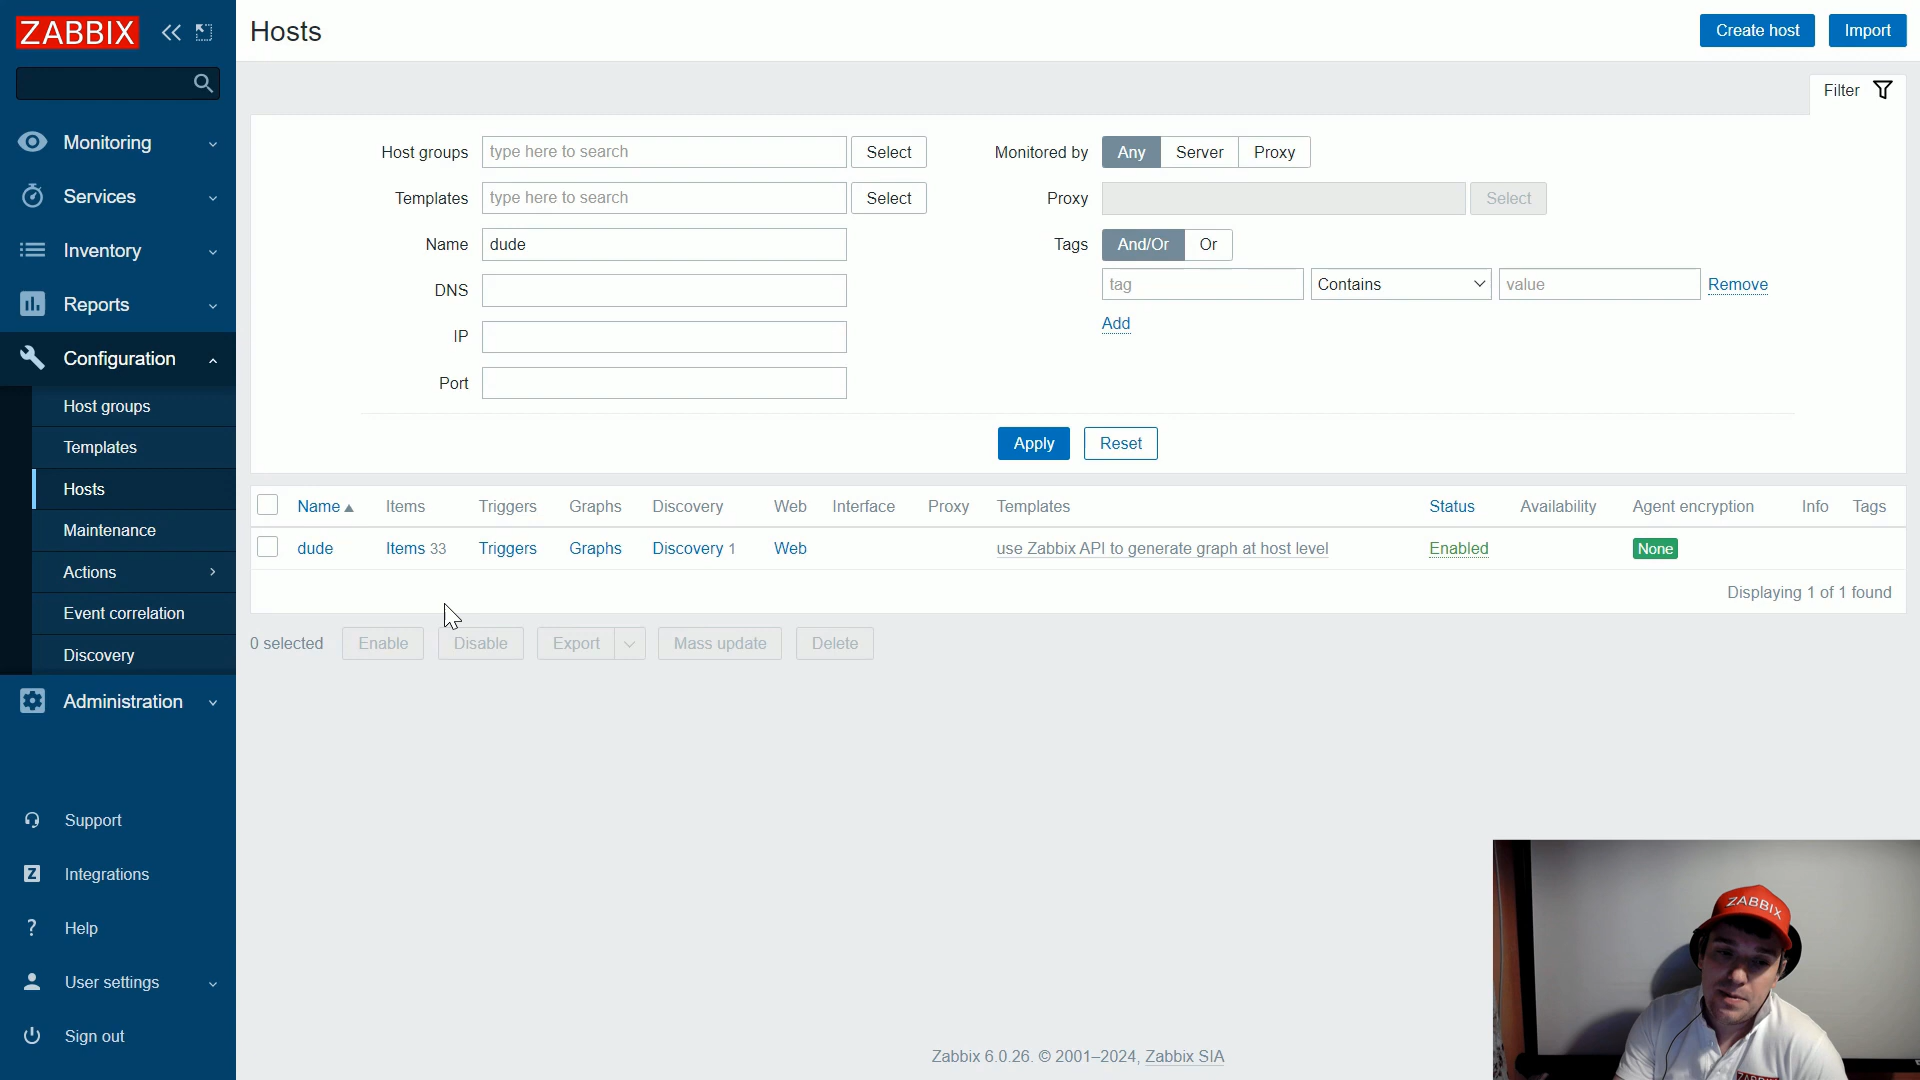 ZABBIX
Hosts
Create host
Import
Filter
Monitoring
Services
Inventory
Reports
Configuration
Host groups
Templates
Hosts
Maintenance
Actions
Event correlation
Discovery
Administration
Support
Integrations
Help
User settings
Sign out
Host groups type here to search Select
Templates type here to search Select
Name dude
DNS
IP
Port
Monitored by Any Server Proxy
Proxy Select
Tags And/Or Or
tag Contains value Remove
Add
Apply Reset
Name Items Triggers Graphs Discovery Web Interface Proxy Templates Status Availability Agent encryption Info Tags
dude Items 33 Triggers Graphs Discovery 1 Web use Zabbix API to generate graph at host level Enabled None
Displaying 1 of 1 found
0 selected Enable Disable Export Mass update Delete
Zabbix 6.0.26. © 2001–2024, Zabbix SIA
ZABBIX